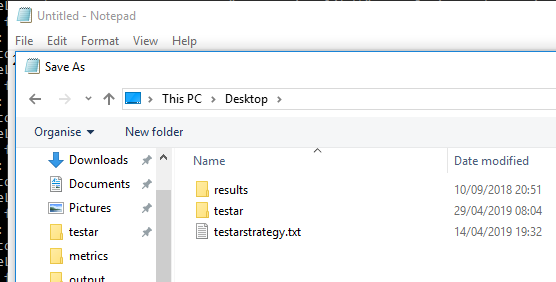 Untitled - Notepad
File Edit Format View Help
Save As
This PC Desktop
Organise New folder
Name Date modified
Downloads
Documents
Pictures
testar
metrics
output
results 10/09/2018 20:51
testar 29/04/2019 08:04
testarstrategy.txt 14/04/2019 19:32